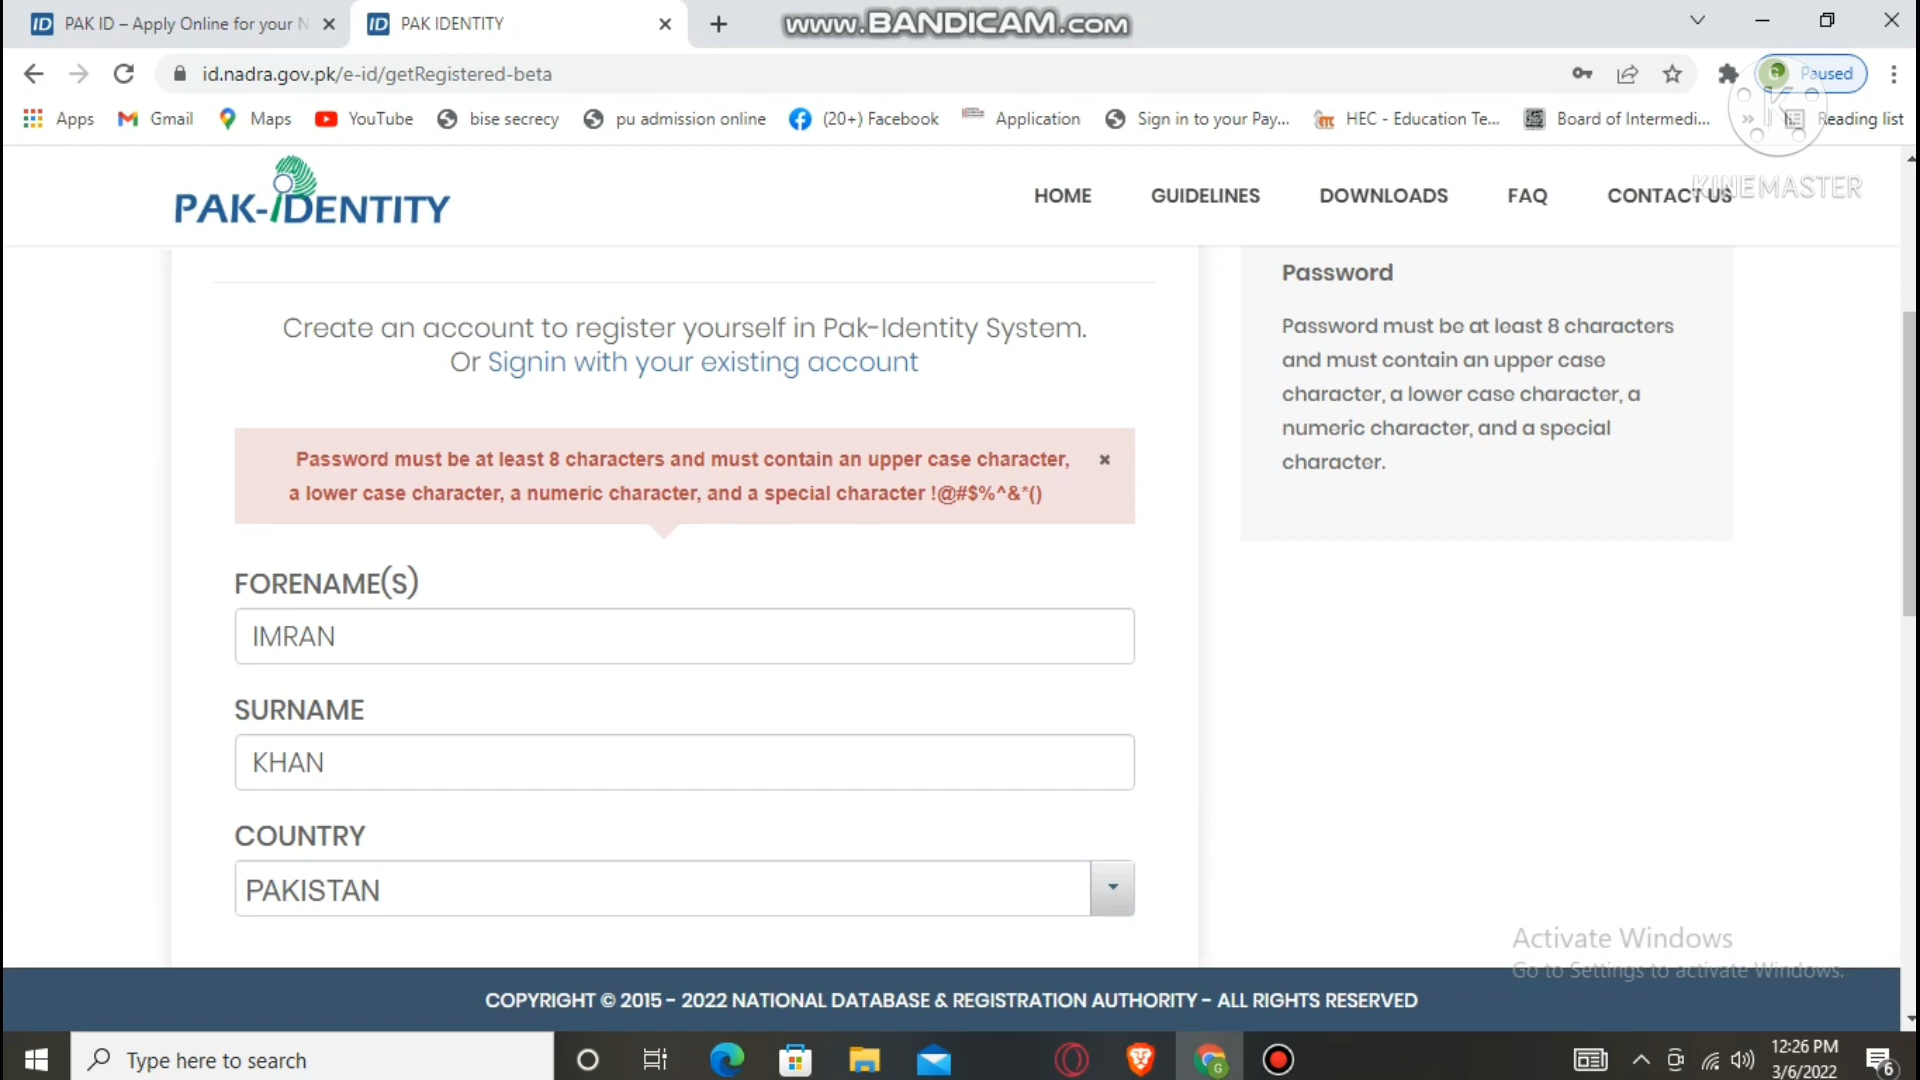 PAK ID – Apply Online for your N
PAK IDENTITY
www.BANDICAM.com
id.nadra.gov.pk/e-id/getRegistered-beta
G
Paused
Apps
Gmail
Maps
YouTube
bise secrecy
pu admission online
(20+) Facebook
Application
Sign in to your Pay...
HEC - Education Te...
Board of Intermedi...
»
Reading list
PAK-iDENTITY
HOME
GUIDELINES
DOWNLOADS
FAQ
CONTACT US
KINEMASTER
Create an account to register yourself in Pak-Identity System.
Or Signin with your existing account
Password must be at least 8 characters and must contain an upper case character,
a lower case character, a numeric character, and a special character !@#$%^&*()
FORENAME(S)
IMRAN
SURNAME
KHAN
COUNTRY
PAKISTAN
Password
Password must be at least 8 characters
and must contain an upper case
character, a lower case character, a
numeric character, and a special
character.
Activate Windows
Go to Settings to activate Windows.
COPYRIGHT © 2015 - 2022 NATIONAL DATABASE & REGISTRATION AUTHORITY - ALL RIGHTS RESERVED
Type here to search
12:26 PM
3/6/2022
6